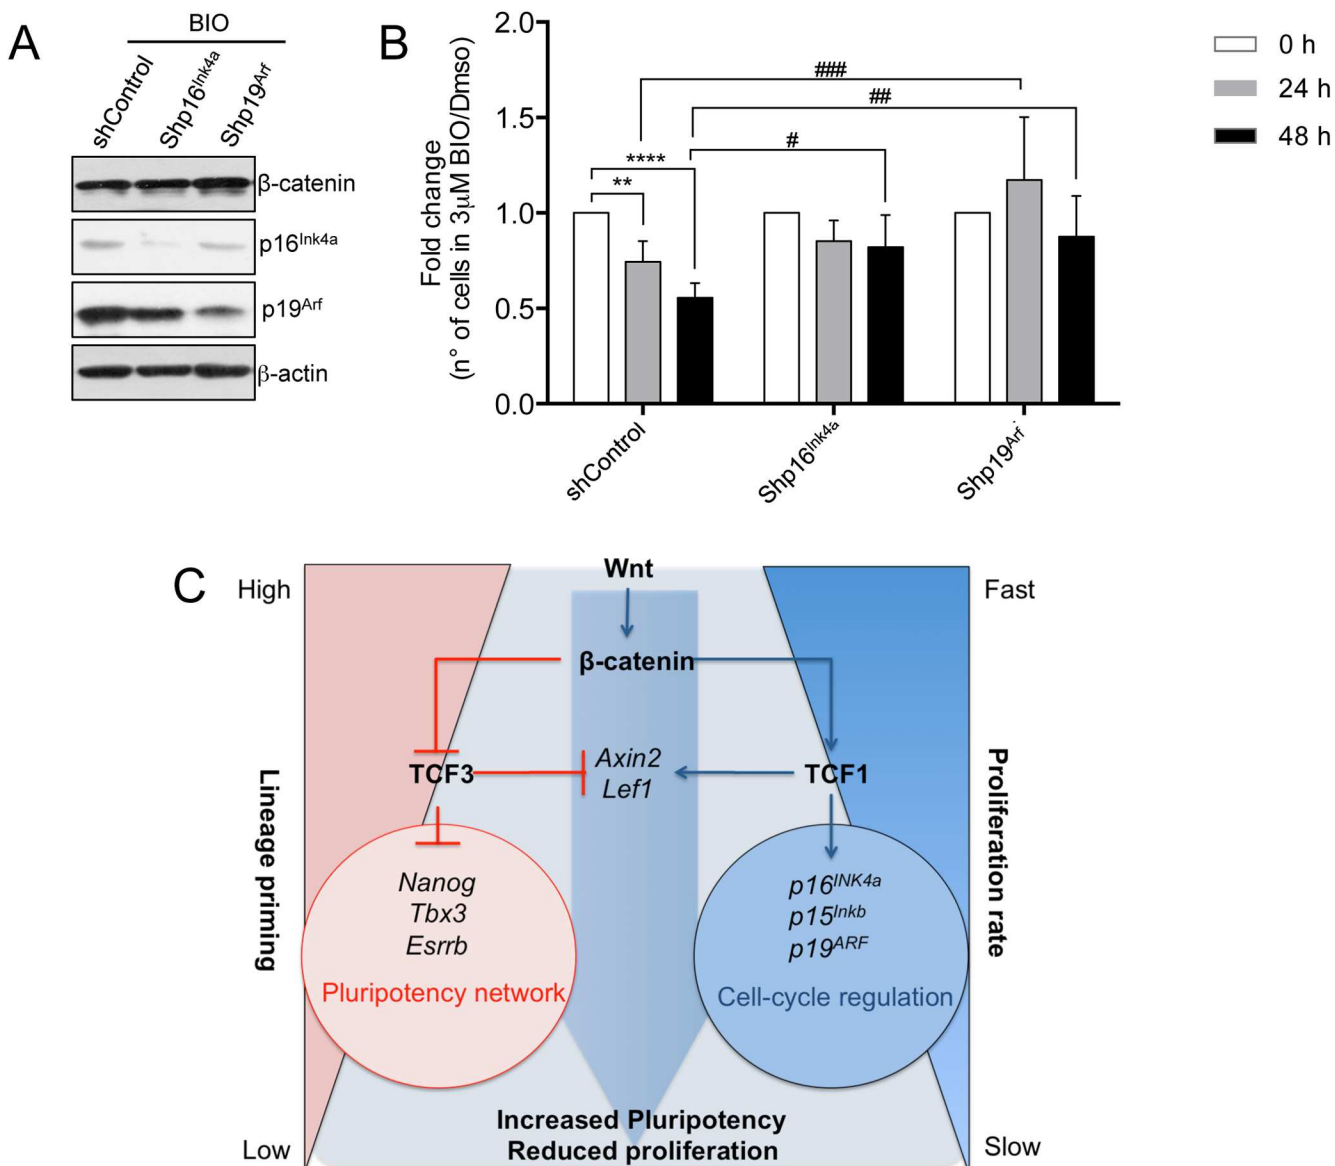 A
BIO
shControl
Shp16Ink4a
Shp19Arf
β-catenin
p16Ink4a
p19Arf
β-actin
B
Fold change
(n° of cells in 3μM BIO/Dmso)
2.0
1.5
1.0
0.5
0.0
###
##
#
****
**
shControl
Shp16Ink4a
Shp19Arf
0 h
24 h
48 h
C
High
Wnt
Fast
β-catenin
Lineage priming
TCF3
Axin2
Lef1
TCF1
Proliferation rate
Nanog
Tbx3
Esrrb
Pluripotency network
p16INK4a
p15Inkb
p19ARF
Cell-cycle regulation
Increased Pluripotency
Reduced proliferation
Low
Slow